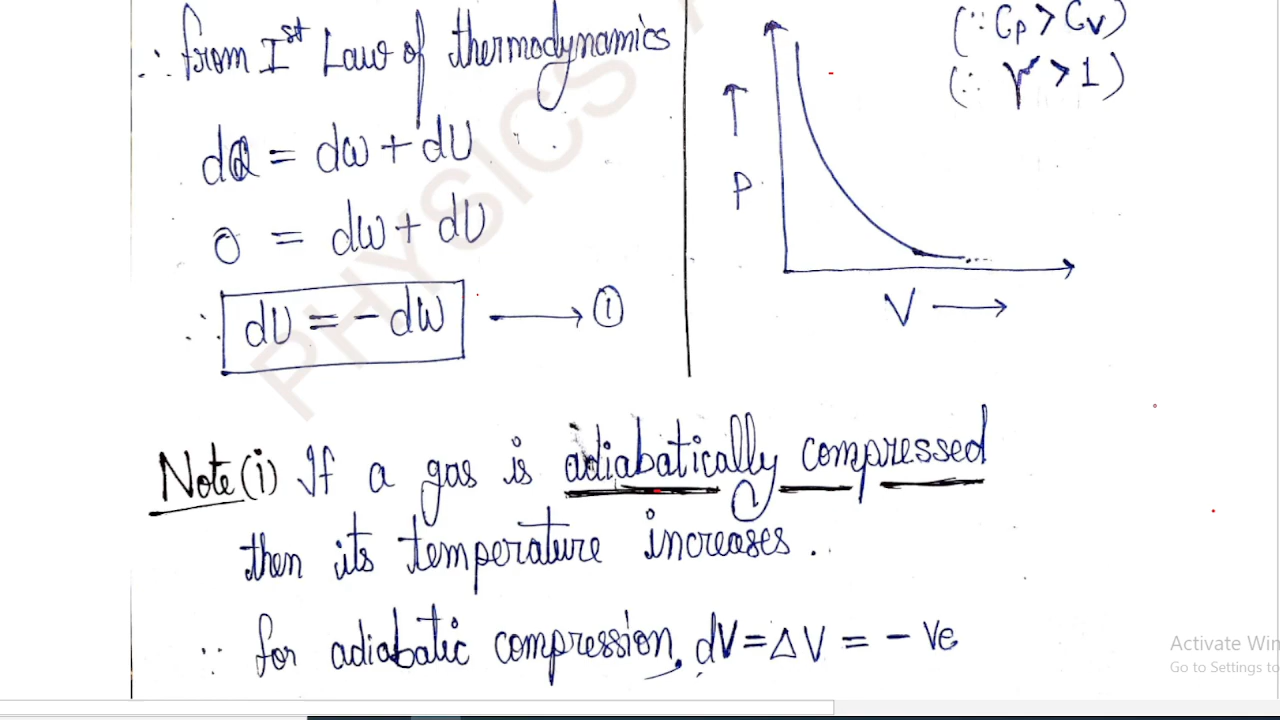 ∴ from Iˢᵗ Law of thermodynamics
dQ = dw + dU
0 = dw + dU
∴ dU = - dw ⟶ ①
(∵ Cp > Cv)
(∴ γ > 1)
↑
P
V ⟶
Note (i) If a gas is adiabatically compressed
then its temperature increases .
∵ for adiabatic compression, dV = ΔV = - ve
PHYSICS
Activate Win
Go to Settings to